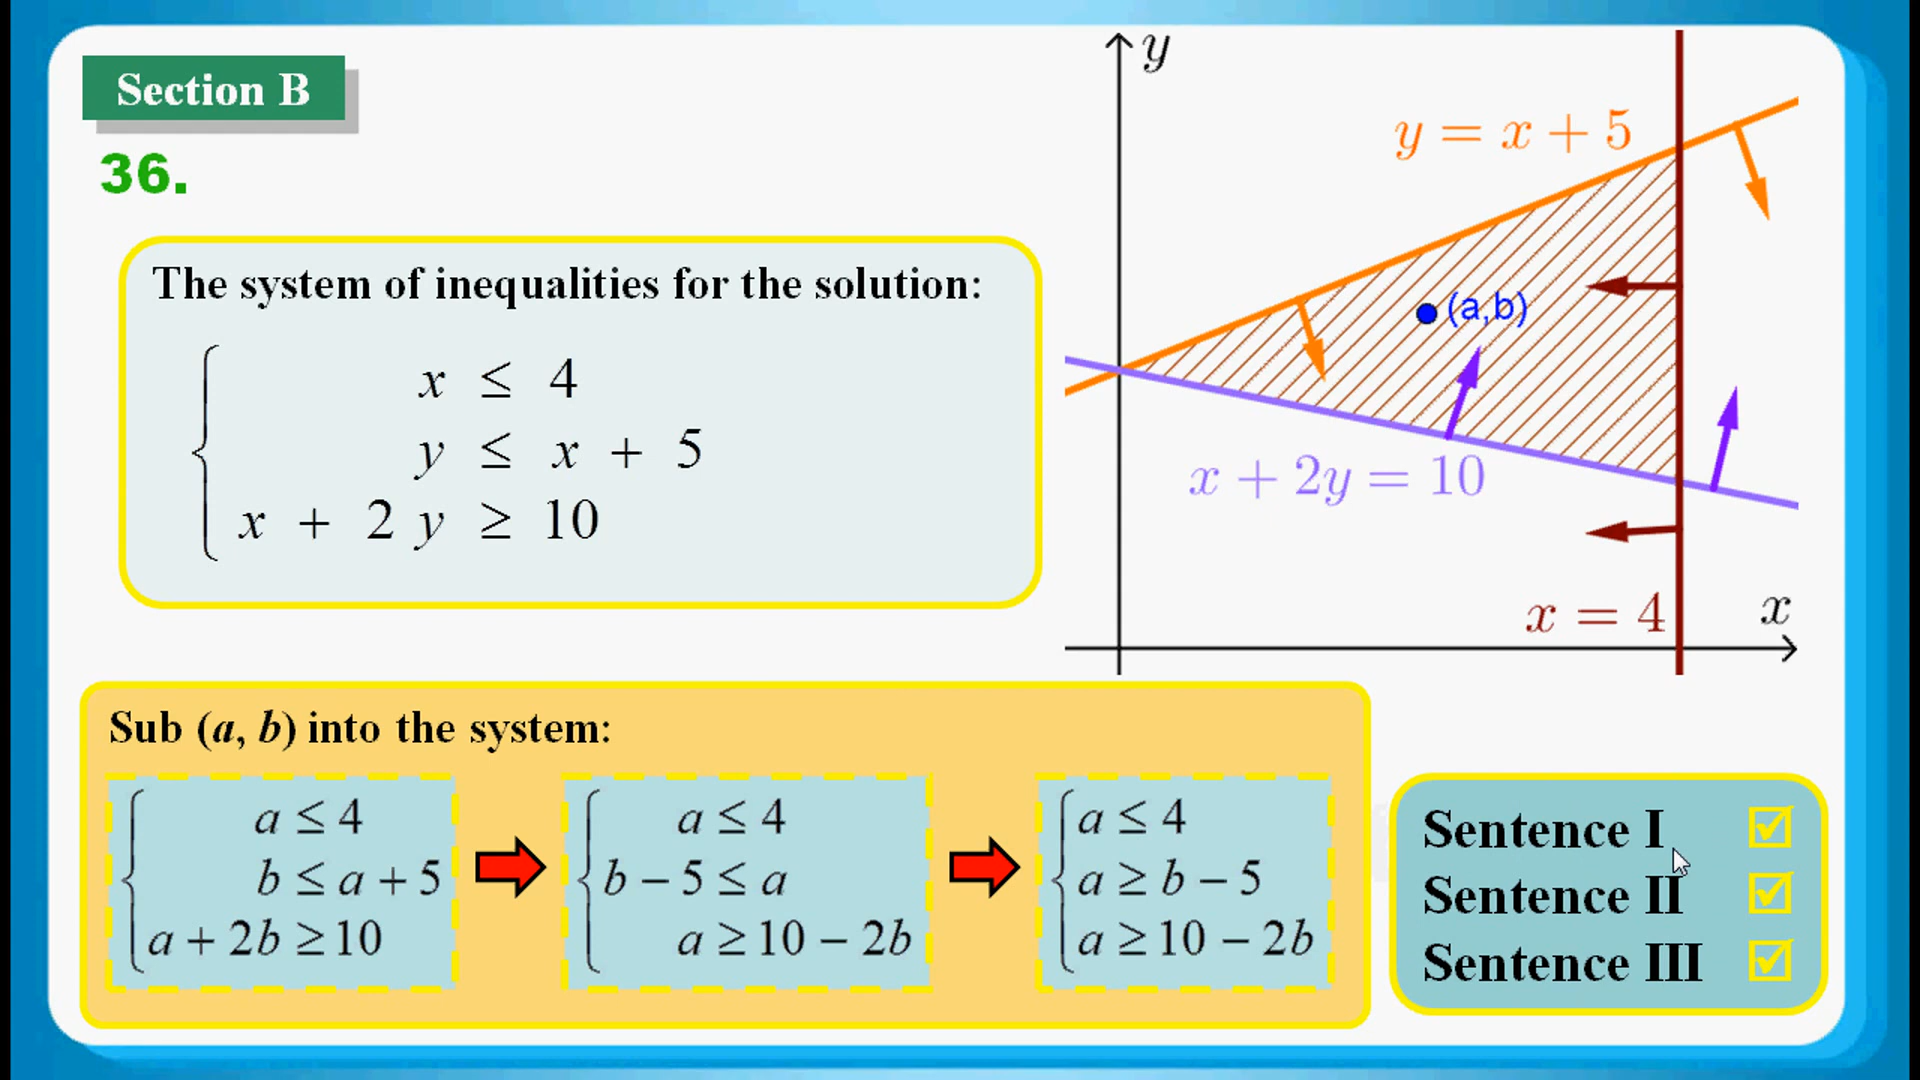 Section B
36.
The system of inequalities for the solution:
x ≤ 4
y ≤ x + 5
x + 2 y ≥ 10
y
y = x + 5
(a,b)
x + 2y = 10
x = 4
x
Sub (a, b) into the system:
a ≤ 4
b ≤ a + 5
a + 2b ≥ 10
a ≤ 4
b − 5 ≤ a
a ≥ 10 − 2b
a ≤ 4
a ≥ b − 5
a ≥ 10 − 2b
Sentence I
Sentence II
Sentence III